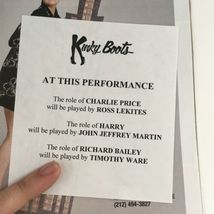 Kinky Boots
AT THIS PERFORMANCE
The role of CHARLIE PRICE
will be played by ROSS LEKITES
The role of HARRY
will be played by JOHN JEFFREY MARTIN
The role of RICHARD BAILEY
will be played by TIMOTHY WARE
(212) 494-3827